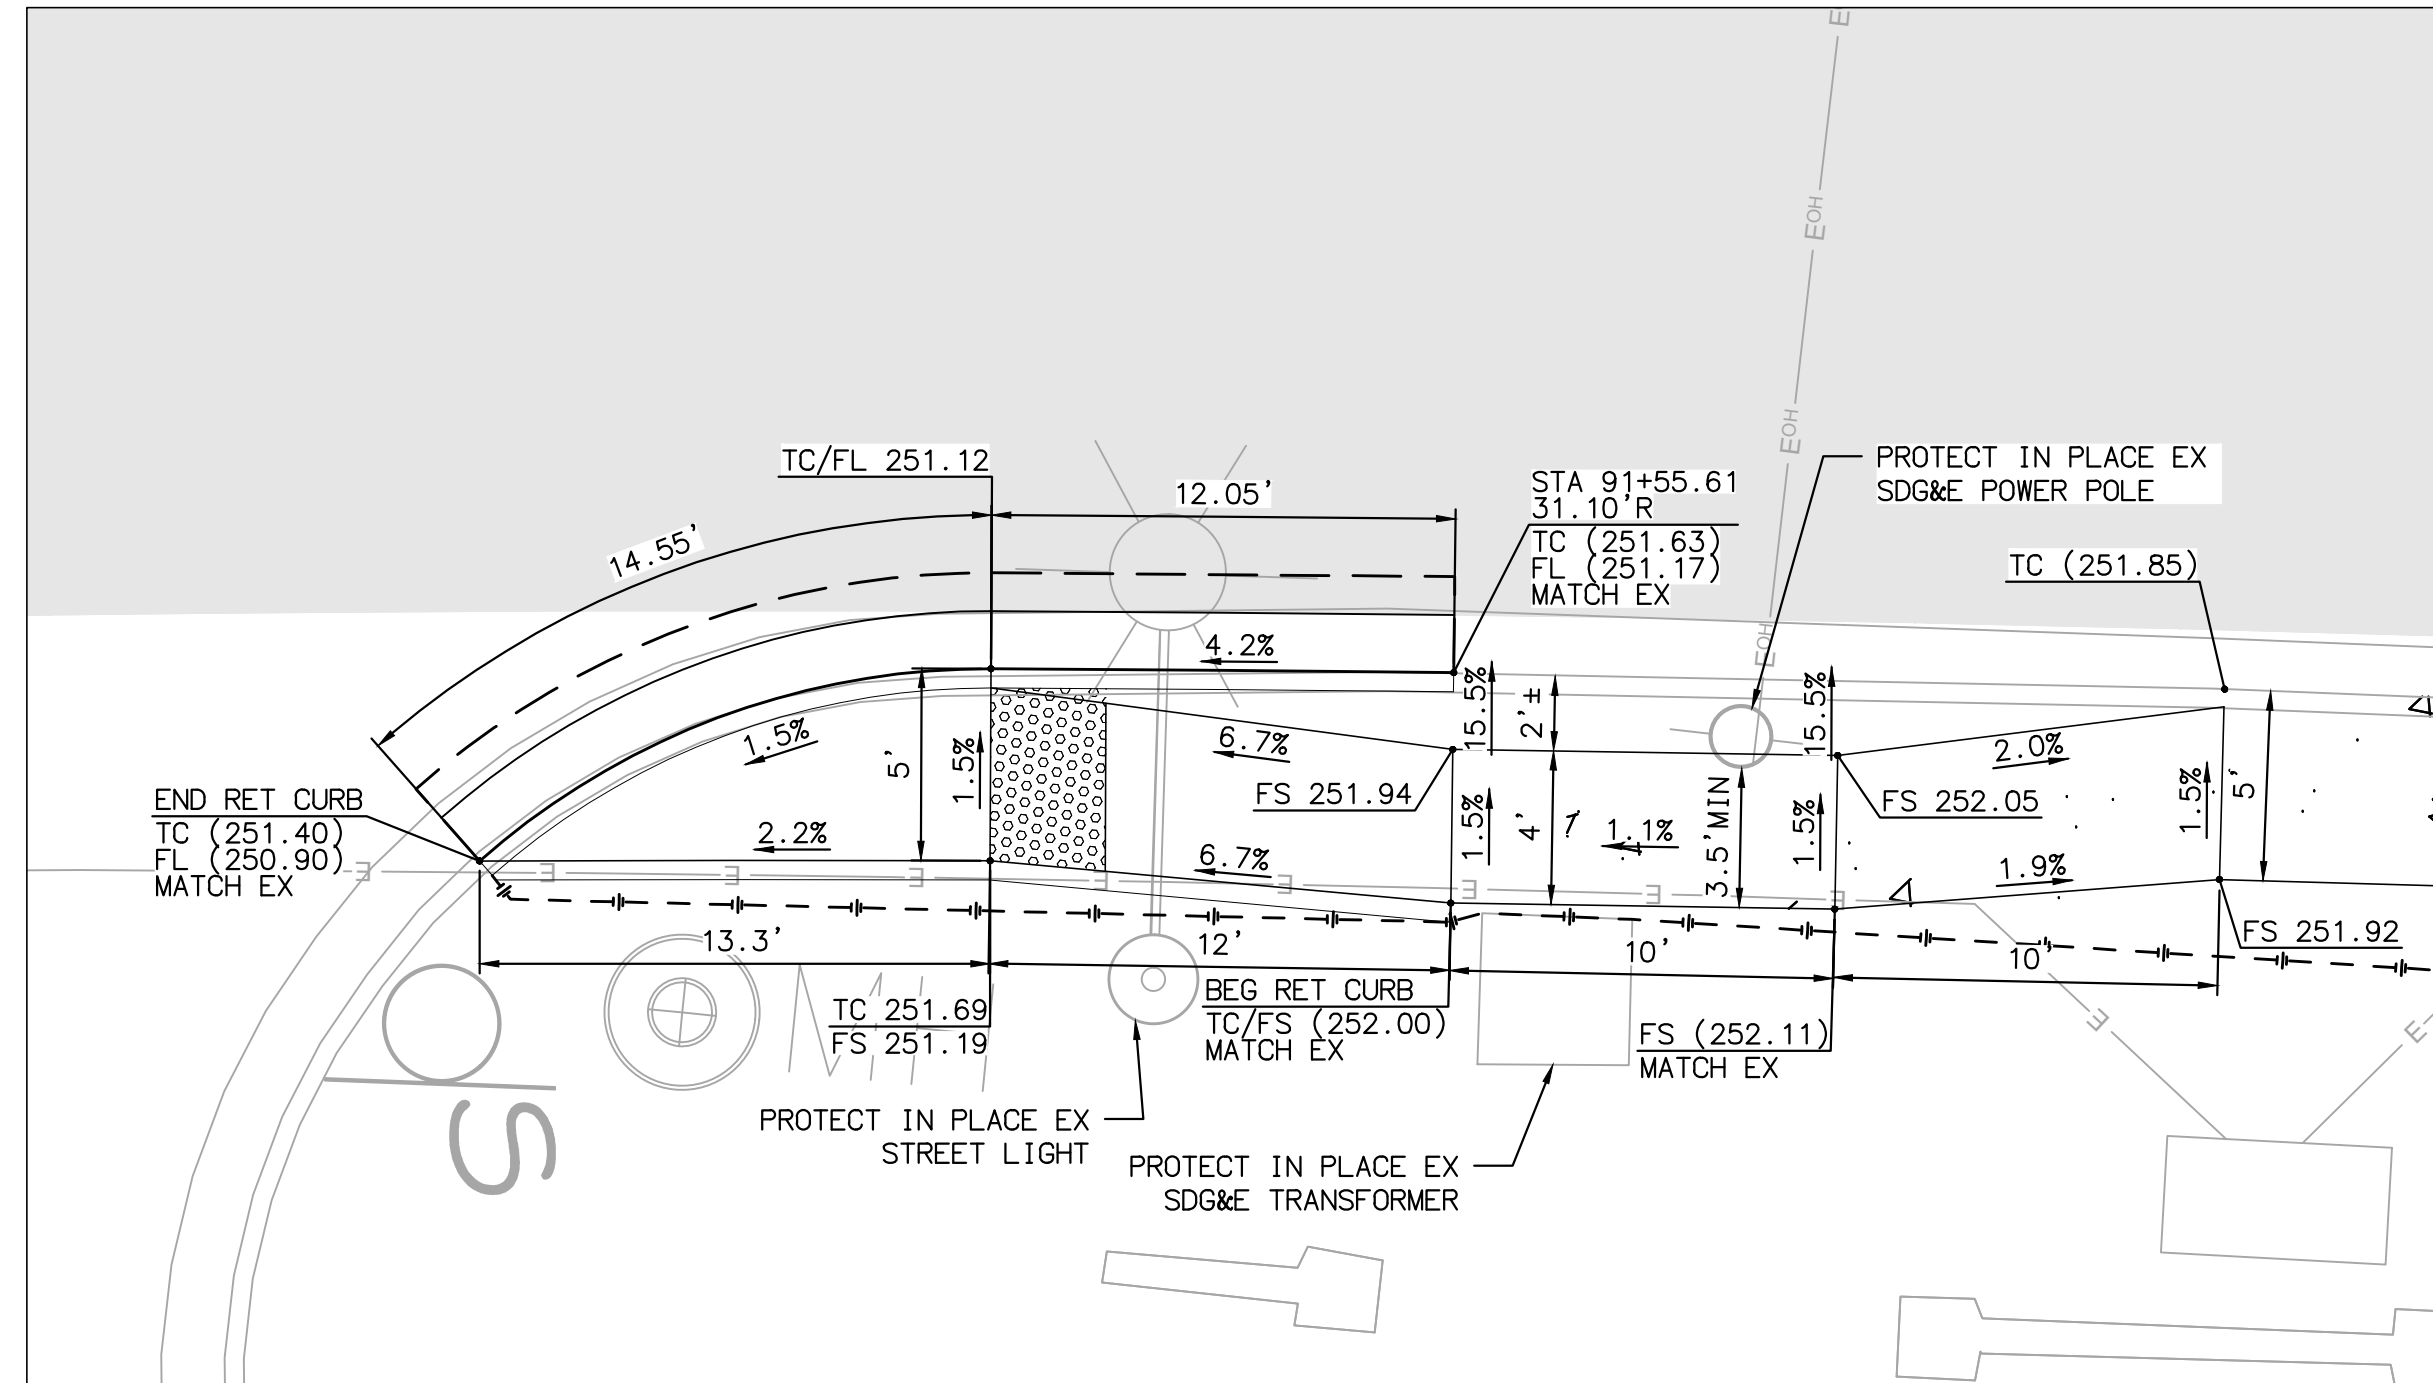 E
EOH
EOH
EOH
EOH
TC/FL 251.12
12.05'
14.55'
STA 91+55.61
31.10'R
TC (251.63)
FL (251.17)
MATCH EX
PROTECT IN PLACE EX
SDG&E POWER POLE
TC (251.85)
4.2%
15.5%
2'±
15.5%
1.5%
5'
1.5%
6.7%
2.0%
FS 251.94
FS 252.05
1.5%
4'
1.1%
3.5'MIN
1.5%
1.5%
5'
END RET CURB
TC (251.40)
FL (250.90)
MATCH EX
2.2%
6.7%
1.9%
E E E E E E E E E
FS 251.92
13.3'
12'
10'
10'
TC 251.69
FS 251.19
BEG RET CURB
TC/FS (252.00)
MATCH EX
FS (252.11)
MATCH EX
E
E
PROTECT IN PLACE EX
STREET LIGHT
S
PROTECT IN PLACE EX
SDG&E TRANSFORMER